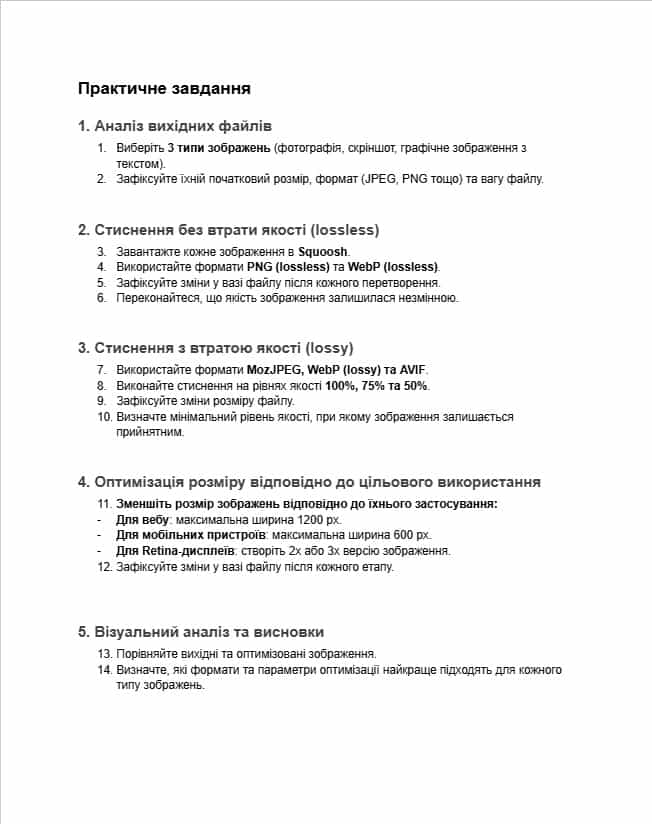 Практичне завдання
1. Аналіз вихідних файлів
1. Виберіть 3 типи зображень (фотографія, скріншот, графічне зображення з
текстом).
2. Зафіксуйте їхній початковий розмір, формат (JPEG, PNG тощо) та вагу файлу.
2. Стиснення без втрати якості (lossless)
3. Завантажте кожне зображення в Squoosh.
4. Використайте формати PNG (lossless) та WebP (lossless).
5. Зафіксуйте зміни у вазі файлу після кожного перетворення.
6. Переконайтеся, що якість зображення залишилася незмінною.
3. Стиснення з втратою якості (lossy)
7. Використайте формати MozJPEG, WebP (lossy) та AVIF.
8. Виконайте стиснення на рівнях якості 100%, 75% та 50%.
9. Зафіксуйте зміни розміру файлу.
10. Визначте мінімальний рівень якості, при якому зображення залишається
прийнятним.
4. Оптимізація розміру відповідно до цільового використання
11. Зменшіть розмір зображень відповідно до їхнього застосування:
- Для вебу: максимальна ширина 1200 px.
- Для мобільних пристроїв: максимальна ширина 600 px.
- Для Retina-дисплеїв: створіть 2x або 3x версію зображення.
12. Зафіксуйте зміни у вазі файлу після кожного етапу.
5. Візуальний аналіз та висновки
13. Порівняйте вихідні та оптимізовані зображення.
14. Визначте, які формати та параметри оптимізації найкраще підходять для кожного
типу зображень.